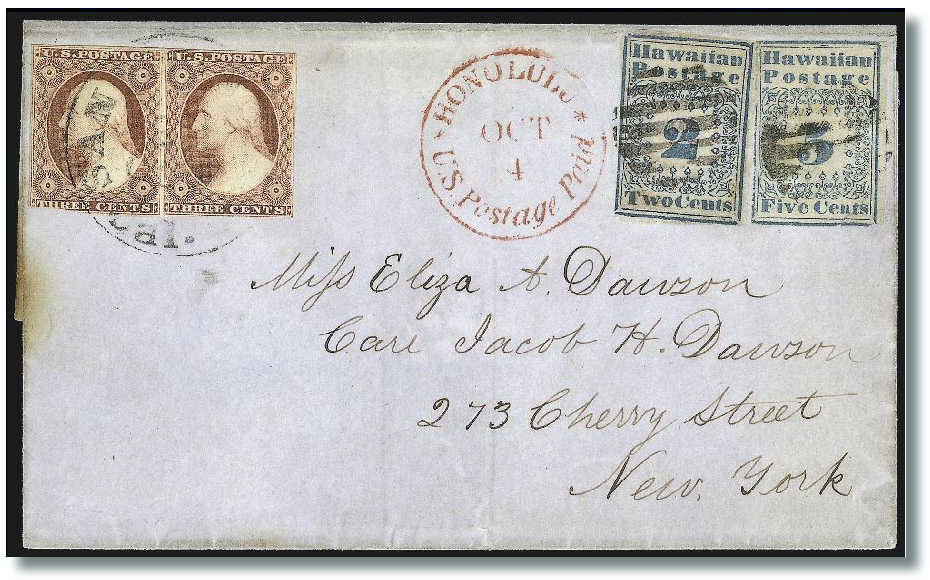 U.S. POSTAGE
THREE CENTS
U.S. POSTAGE
THREE CENTS
SAN
HONOLULU *
OCT
4
U.S Postage Paid
Hawaiian
Postage
2
Two Cents
Hawaiian
Postage
5
Five Cents
Miſs Eliza A. Dawson
Care Jacob H. Dawson
273 Cherry Street
New. York